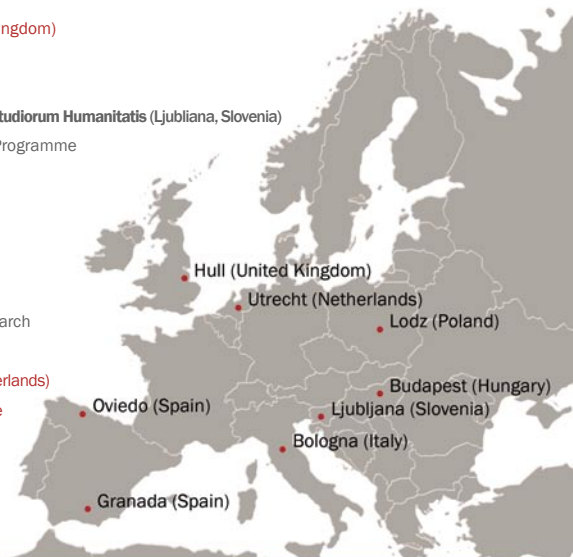 ngdom)
tudiorum Humanitatis (Ljubliana, Slovenia)
Programme
Hull (United Kingdom)
Utrecht (Netherlands)
arch
Lodz (Poland)
erlands)
Budapest (Hungary)
e
Oviedo (Spain)
Ljubljana (Slovenia)
Bologna (Italy)
Granada (Spain)